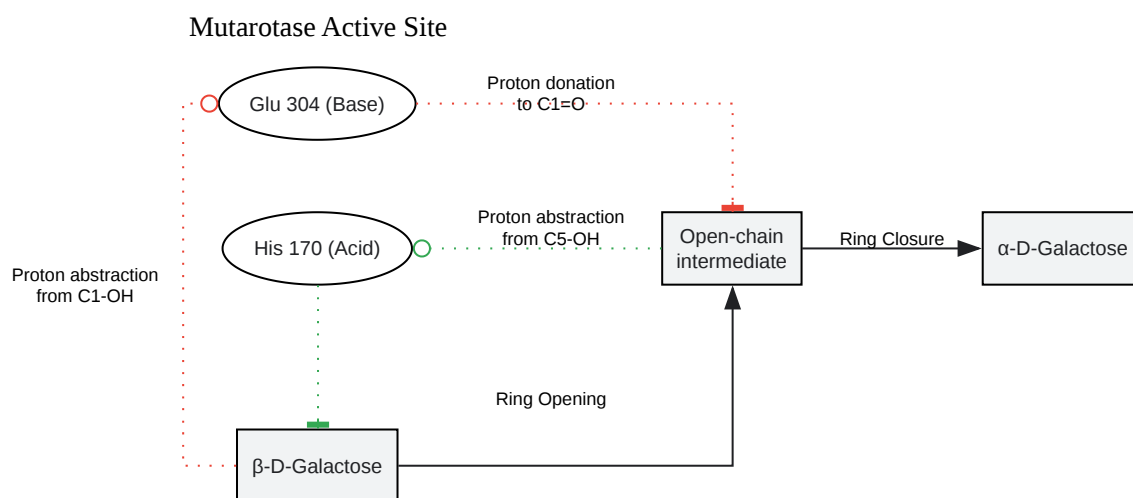 Mutarotase Active Site
Glu 304 (Base)
Proton donation
to C1=O
His 170 (Acid)
Proton abstraction
from C5-OH
Open-chain
intermediate
Ring Closure
α-D-Galactose
Proton abstraction
from C1-OH
Ring Opening
β-D-Galactose